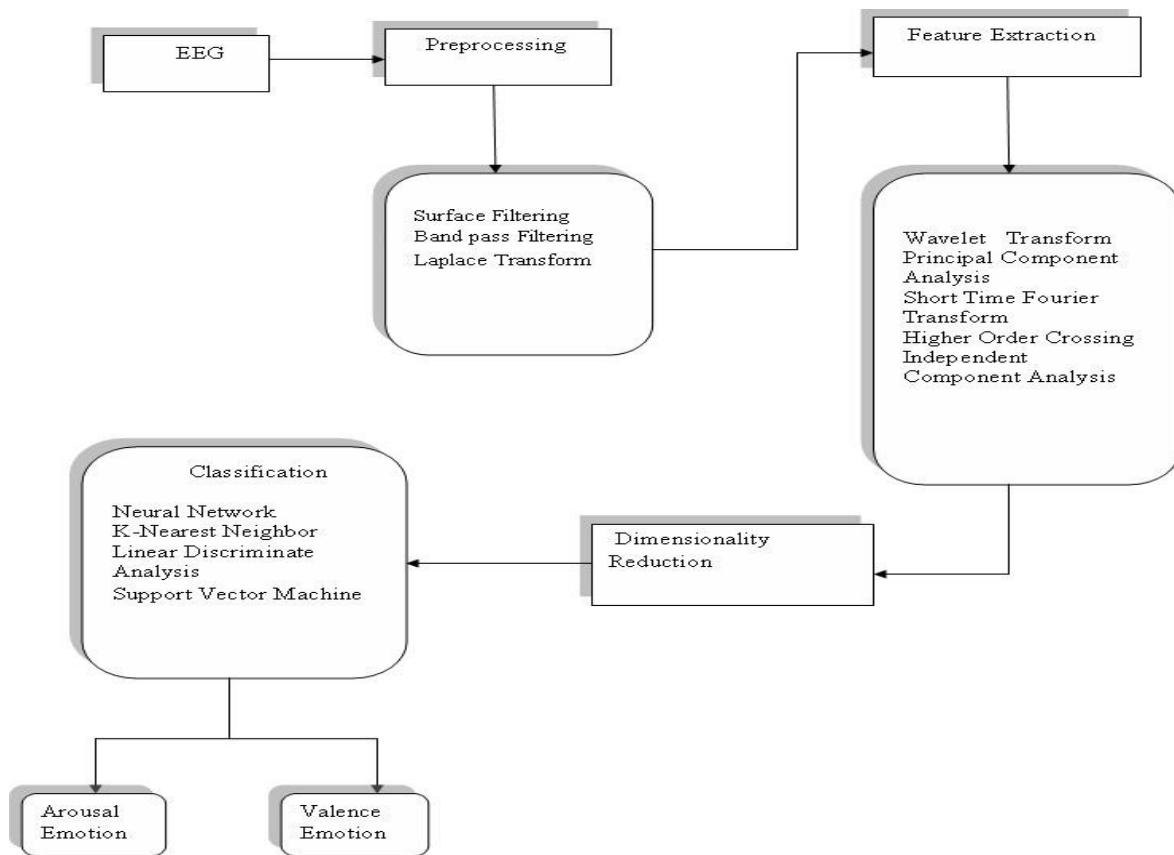 EEG
Preprocessing
Feature Extraction
Surface Filtering
Band pass Filtering
Laplace Transform
Wavelet Transform
Principal Component
Analysis
Short Time Fourier
Transform
Higher Order Crossing
Independent
Component Analysis
Dimensionality
Reduction
Classification
Neural Network
K-Nearest Neighbor
Linear Discriminate
Analysis
Support Vector Machine
Arousal
Emotion
Valence
Emotion